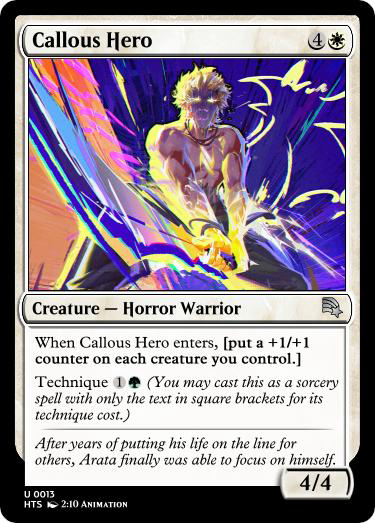 Callous Hero 4
Creature — Horror Warrior
When Callous Hero enters, [put a +1/+1
counter on each creature you control.]
Technique 1 (You may cast this as a sorcery
spell with only the text in square brackets for its
technique cost.)
After years of putting his life on the line for
others, Arata finally was able to focus on himself.
4/4
U 0013
HTS 2:10 Animation